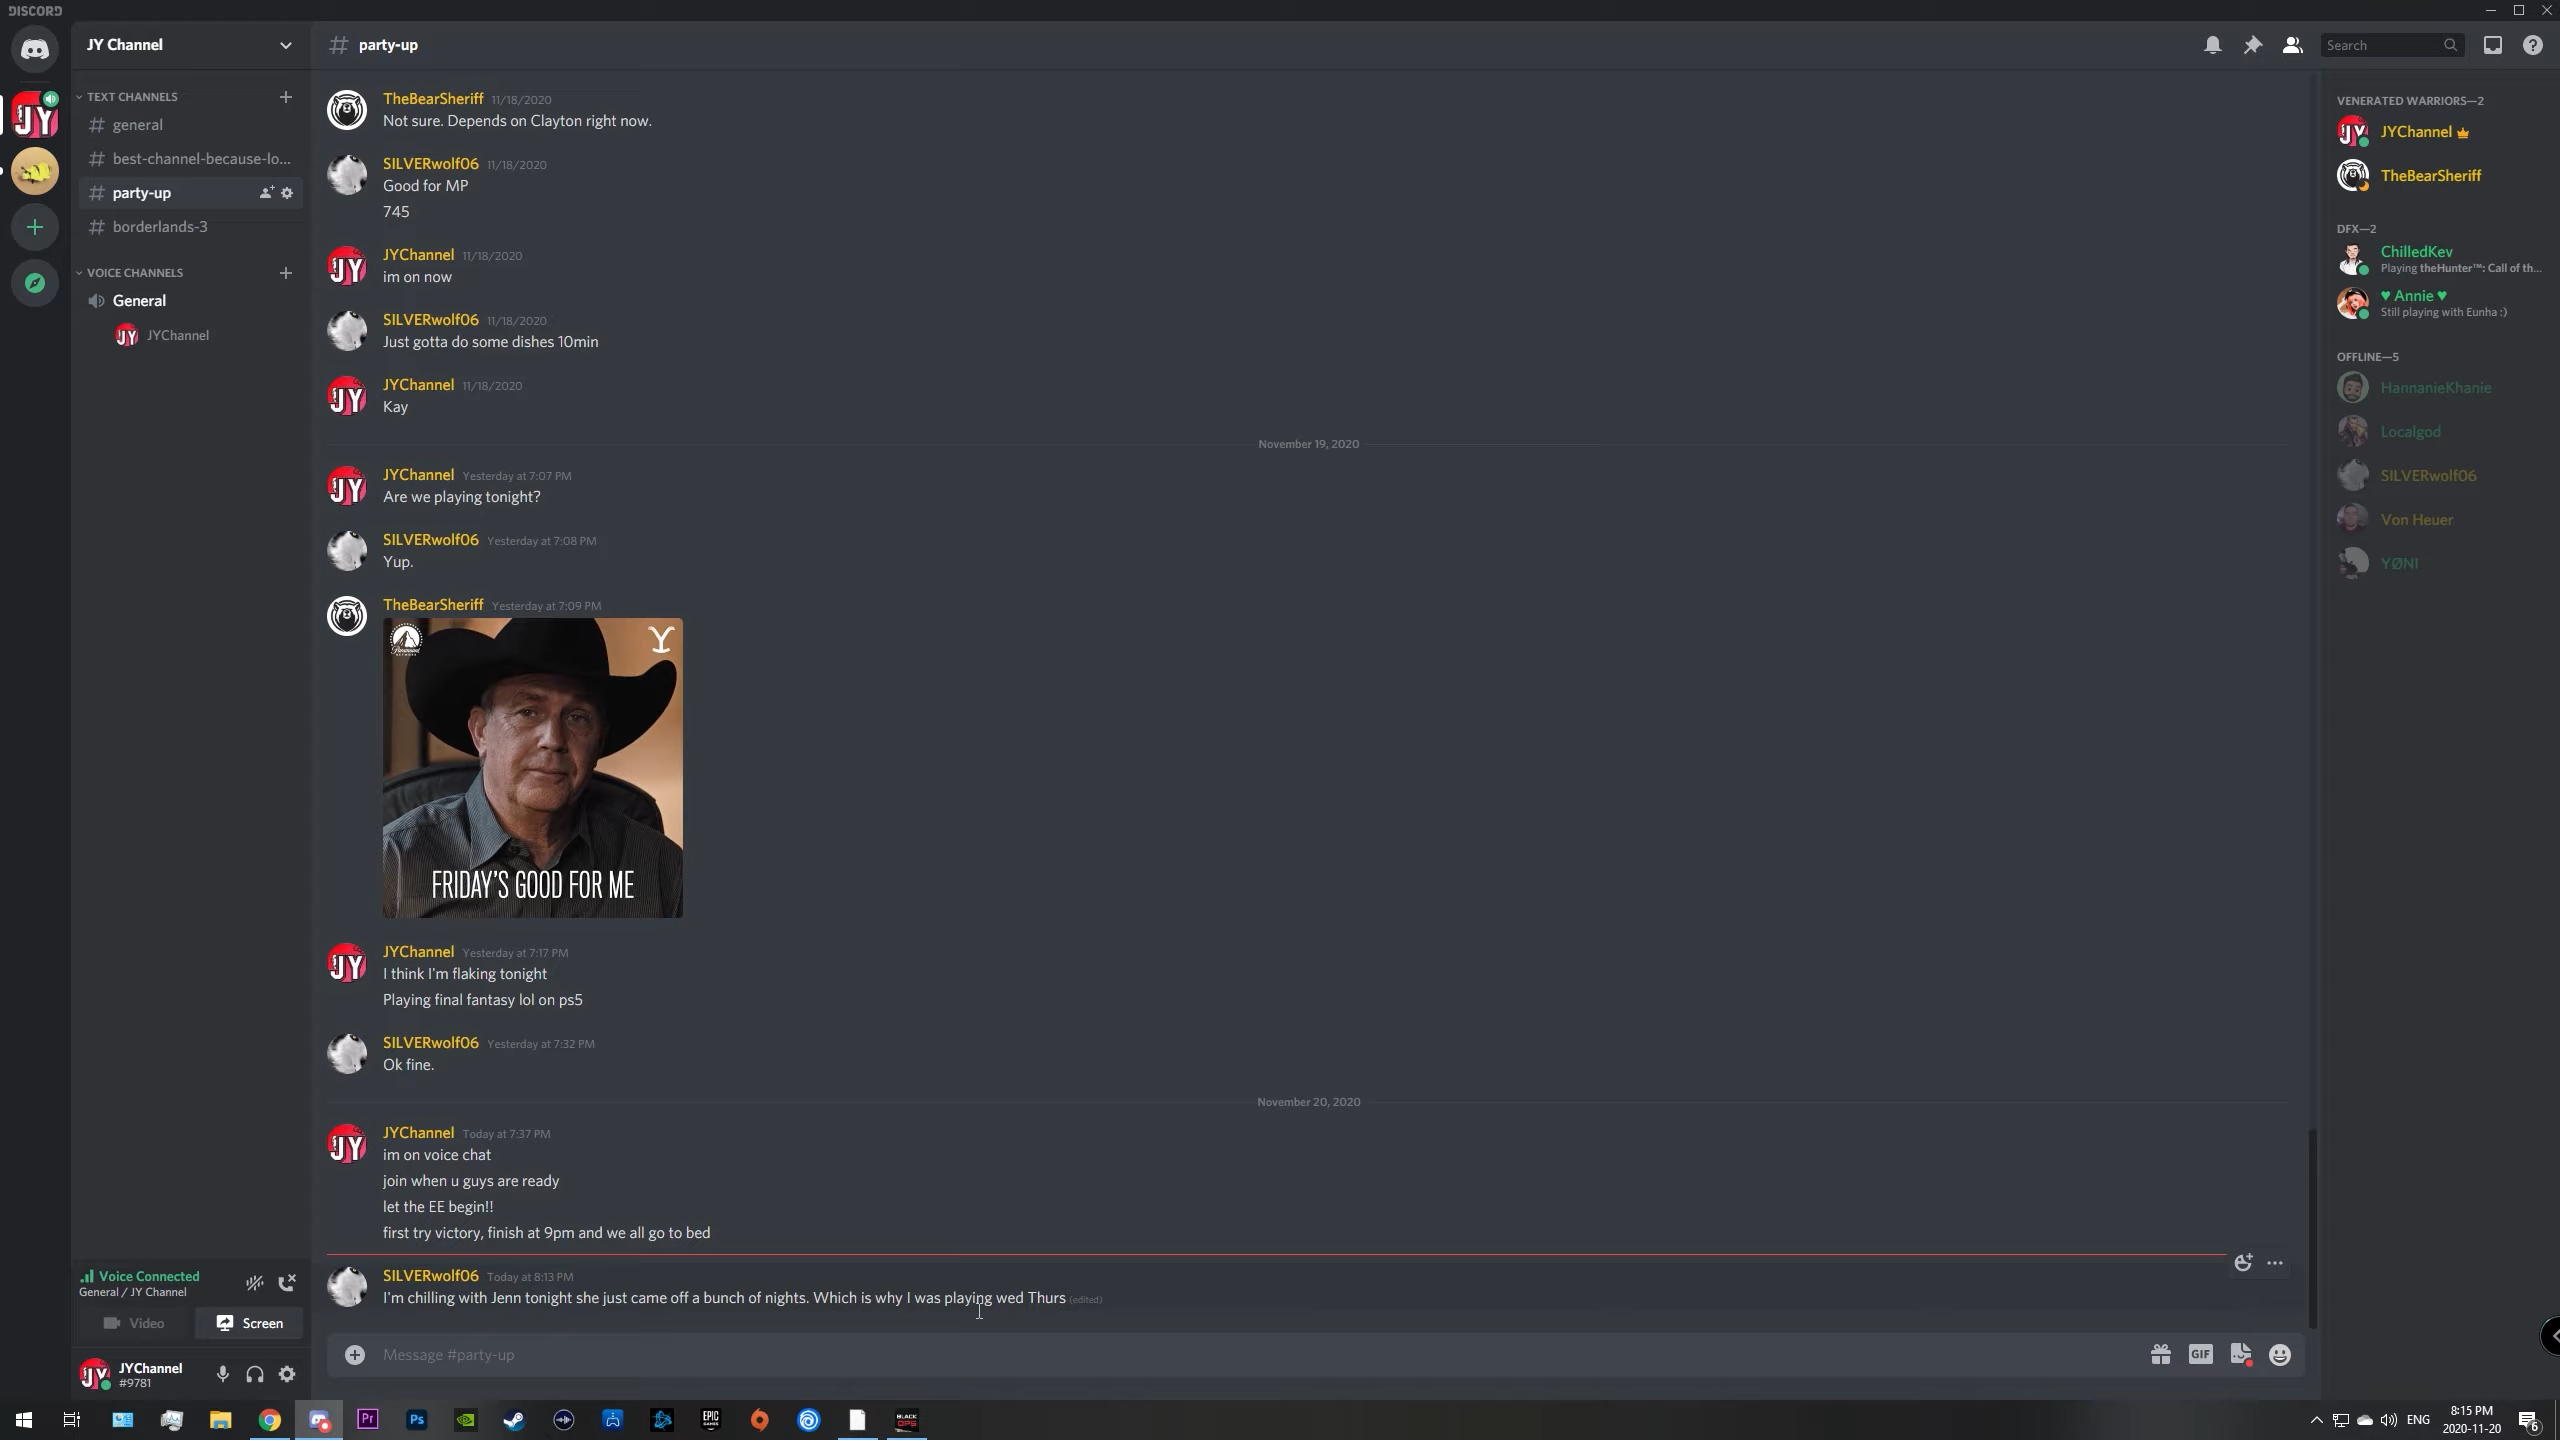 DISCORD
JY Channel
TEXT CHANNELS
general
best-channel-because-lo...
party-up
borderlands-3
VOICE CHANNELS
General
JYChannel
party-up
Search
TheBearSheriff 11/18/2020
Not sure. Depends on Clayton right now.
SILVERwolf06 11/18/2020
Good for MP
745
JYChannel 11/18/2020
im on now
SILVERwolf06 11/18/2020
Just gotta do some dishes 10min
JYChannel 11/18/2020
Kay
November 19, 2020
JYChannel Yesterday at 7:07 PM
Are we playing tonight?
SILVERwolf06 Yesterday at 7:08 PM
Yup.
TheBearSheriff Yesterday at 7:09 PM
Paramount NETWORK
Y
FRIDAY'S GOOD FOR ME
JYChannel Yesterday at 7:17 PM
I think I'm flaking tonight
Playing final fantasy lol on ps5
SILVERwolf06 Yesterday at 7:32 PM
Ok fine.
November 20, 2020
JYChannel Today at 7:37 PM
im on voice chat
join when u guys are ready
let the EE begin!!
first try victory, finish at 9pm and we all go to bed
SILVERwolf06 Today at 8:13 PM
I'm chilling with Jenn tonight she just came off a bunch of nights. Which is why I was playing wed Thurs (edited)
Message #party-up
GIF
VENERATED WARRIORS—2
JYChannel
TheBearSheriff
DFX—2
ChilledKev
Playing theHunter™: Call of th...
♥ Annie ♥
Still playing with Eunha :)
OFFLINE—5
HannanieKhanie
Localgod
SILVERwolf06
Von Heuer
YØNI
Voice Connected
General / JY Channel
Video
Screen
JYChannel
#9781
JY
Pr
Ps
EPIC GAMES
BLACK OPS
ENG
8:15 PM
2020-11-20
6